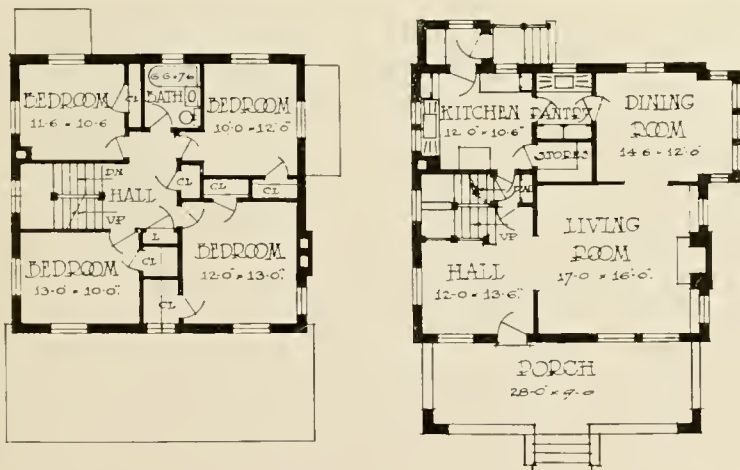 BEDROOM
11-6 = 10-6
CL
6-6 = 7-6
BATH
BEDROOM
10-0 = 12-0"
DN
HALL
CL
CL
CL
UP
BEDROOM
13-0 = 10-0"
L
CL
CL
BEDROOM
12-0" = 13-0"
KITCHEN
12-0" = 10-6"
PANTRY
STORES
DINING
ROOM
14-6 = 12-0"
DN
UP
HALL
12-0 = 13-6"
LIVING
ROOM
17-0 = 16-0"
PORCH
28-0" x 9-0